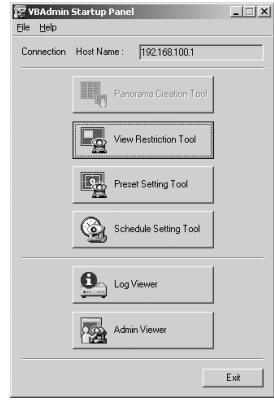 VBAdmin Startup Panel
File Help
Connection Host Name : 192.168.100.1
Panorama Creation Tool
View Restriction Tool
Preset Setting Tool
Schedule Setting Tool
Log Viewer
Admin Viewer
Exit